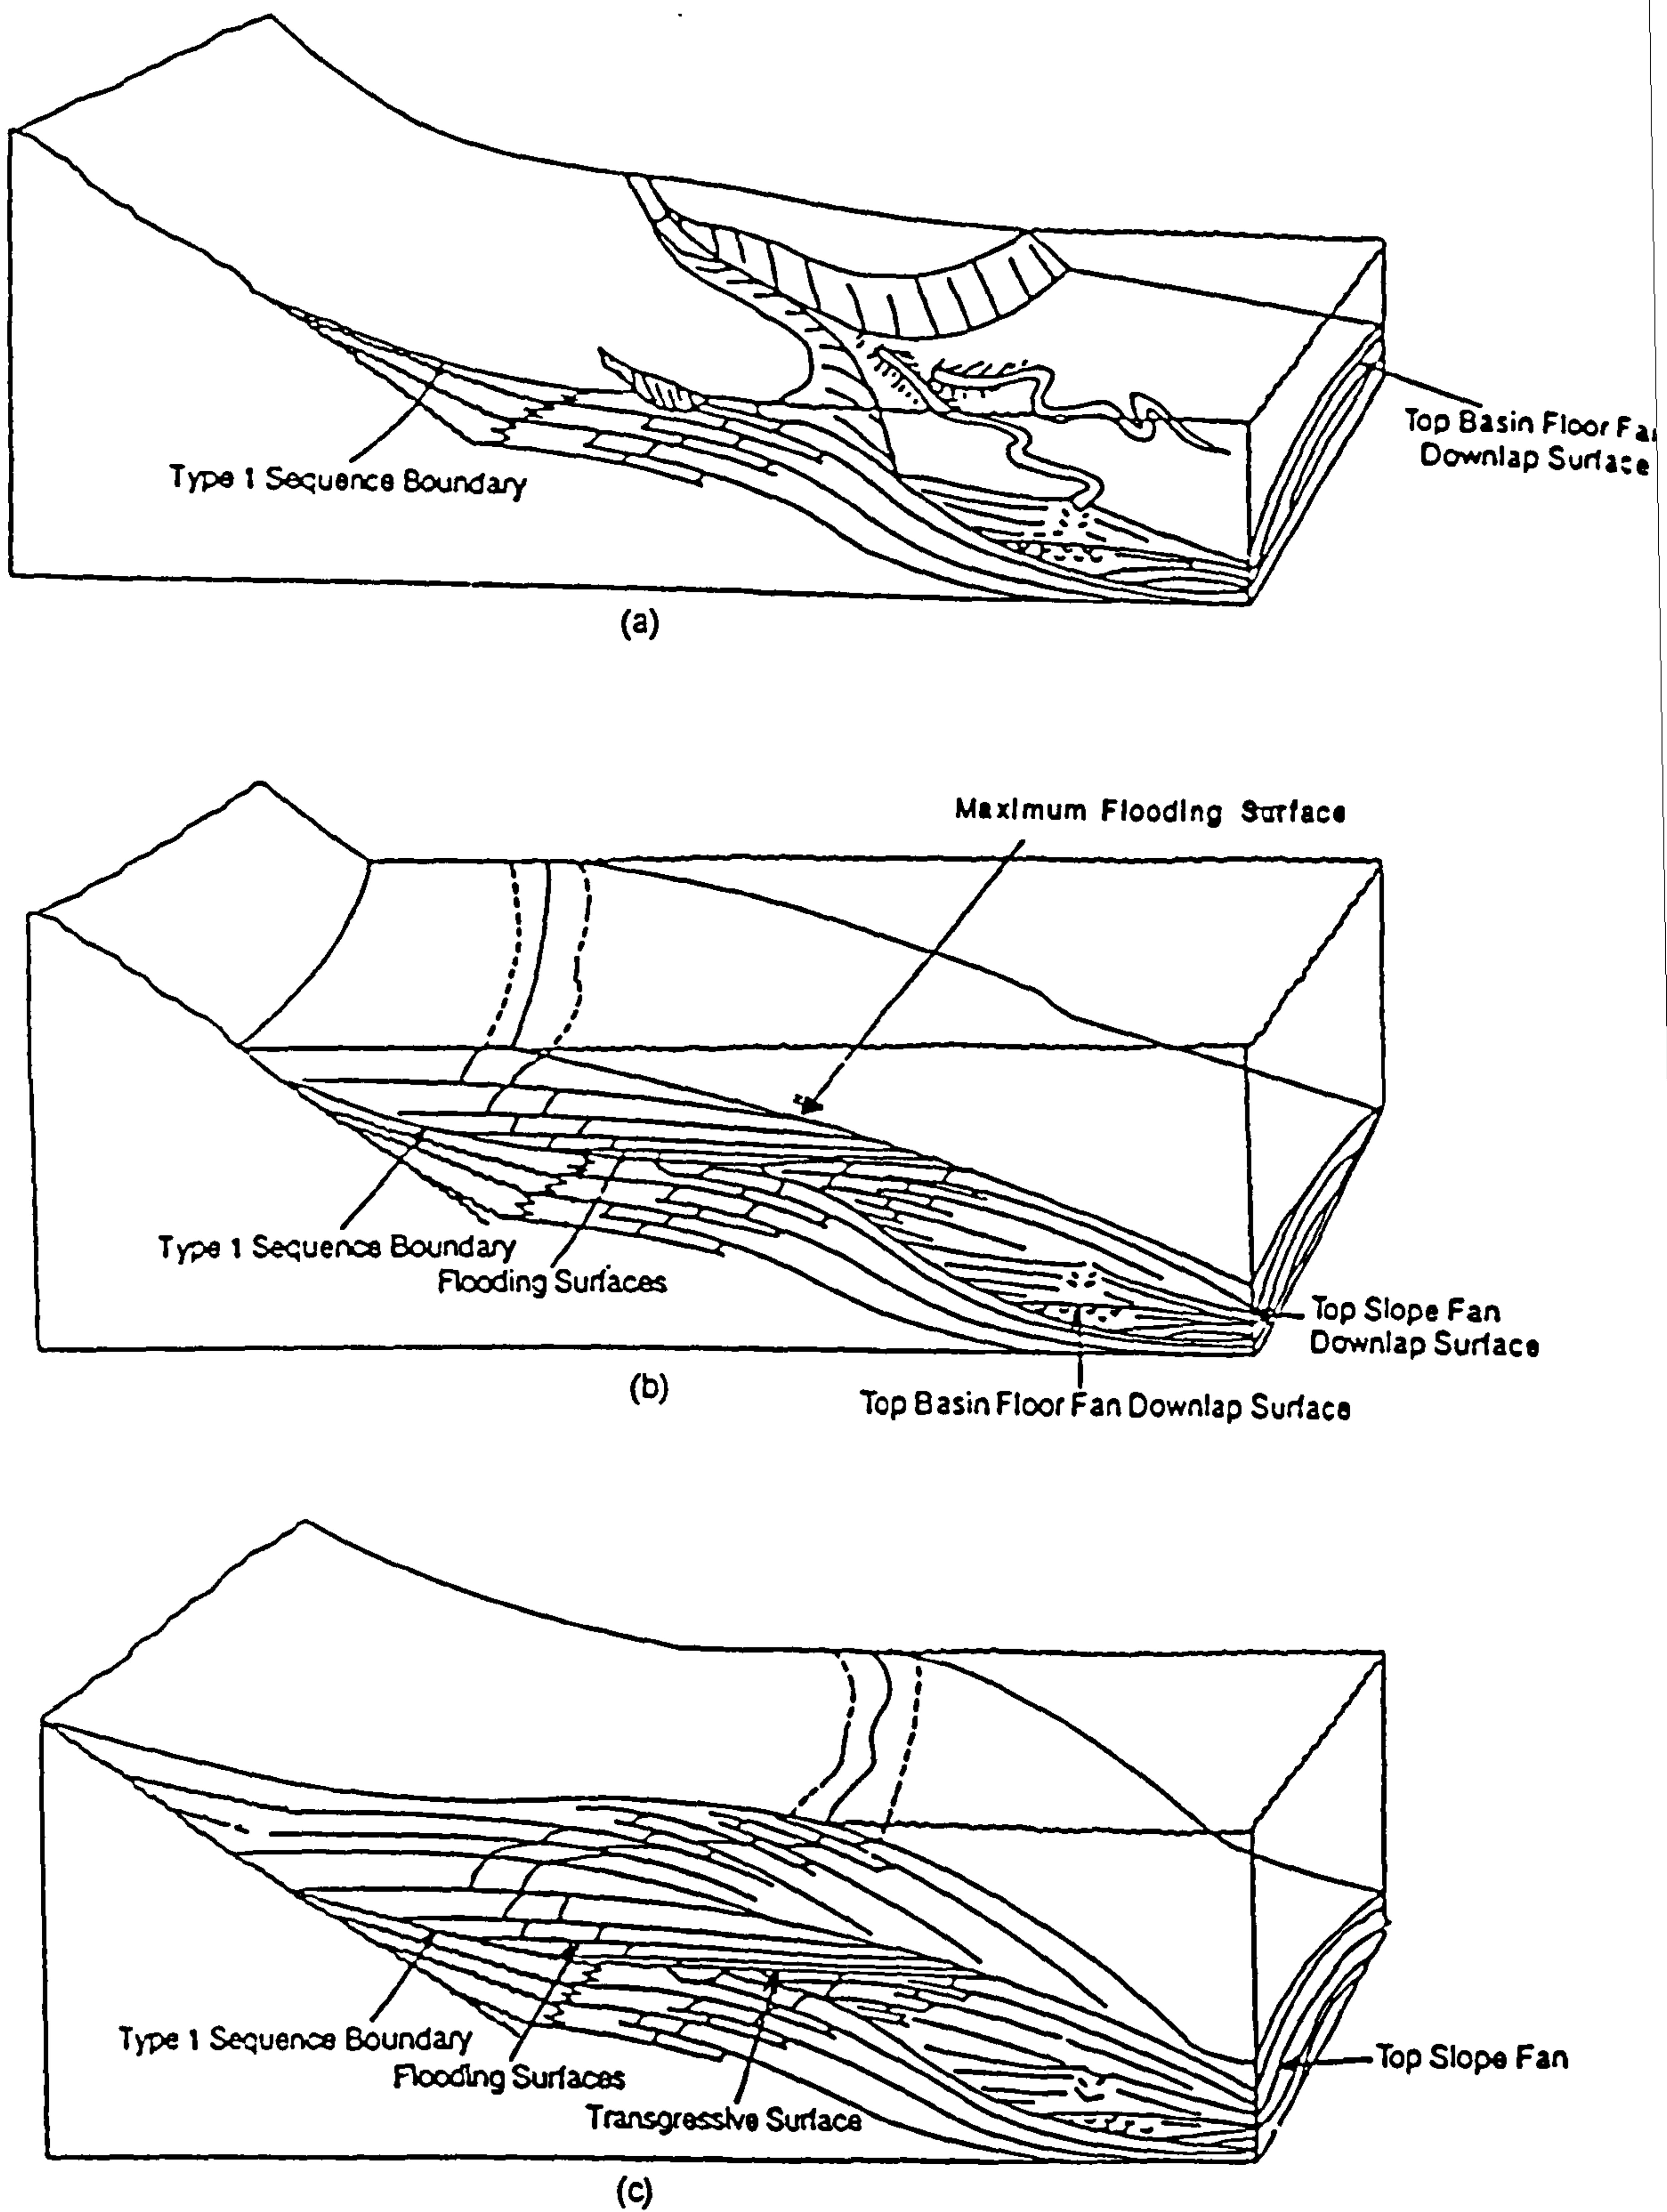 Top Basin Floor Fa
Downlap Surface
Type 1 Sequence Boundary
(a)
Maximum Flooding Surface
Type 1 Sequence Boundary
Flooding Surfaces
Top Slope Fan
Downlap Surface
(b)
Top Basin Floor Fan Downlap Surface
Type 1 Sequence Boundary
Flooding Surfaces
Top Slope Fan
Transgressive Surface
(c)